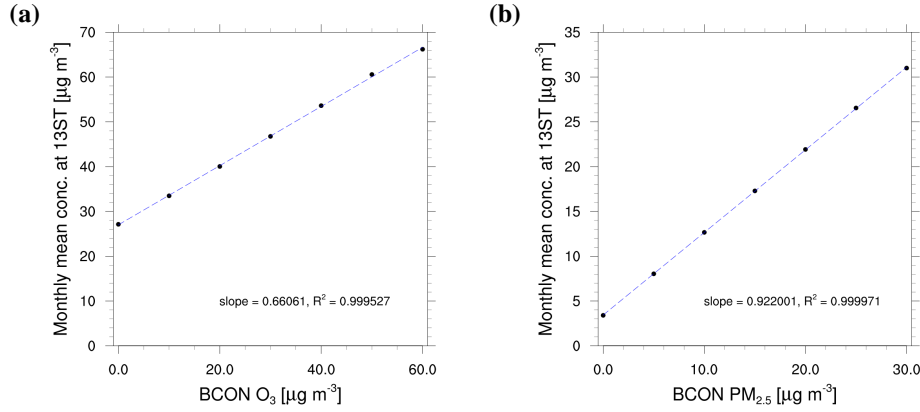 (a)
Monthly mean conc. at 13ST [µg m⁻³]
70
60
50
40
30
20
10
0
slope = 0.66061, R² = 0.999527
0.0 20.0 40.0 60.0
BCON O₃ [µg m⁻³]
(b)
Monthly mean conc. at 13ST [µg m⁻³]
35
30
25
20
15
10
5
0
slope = 0.922001, R² = 0.999971
0.0 10.0 20.0 30.0
BCON PM₂.₅ [µg m⁻³]